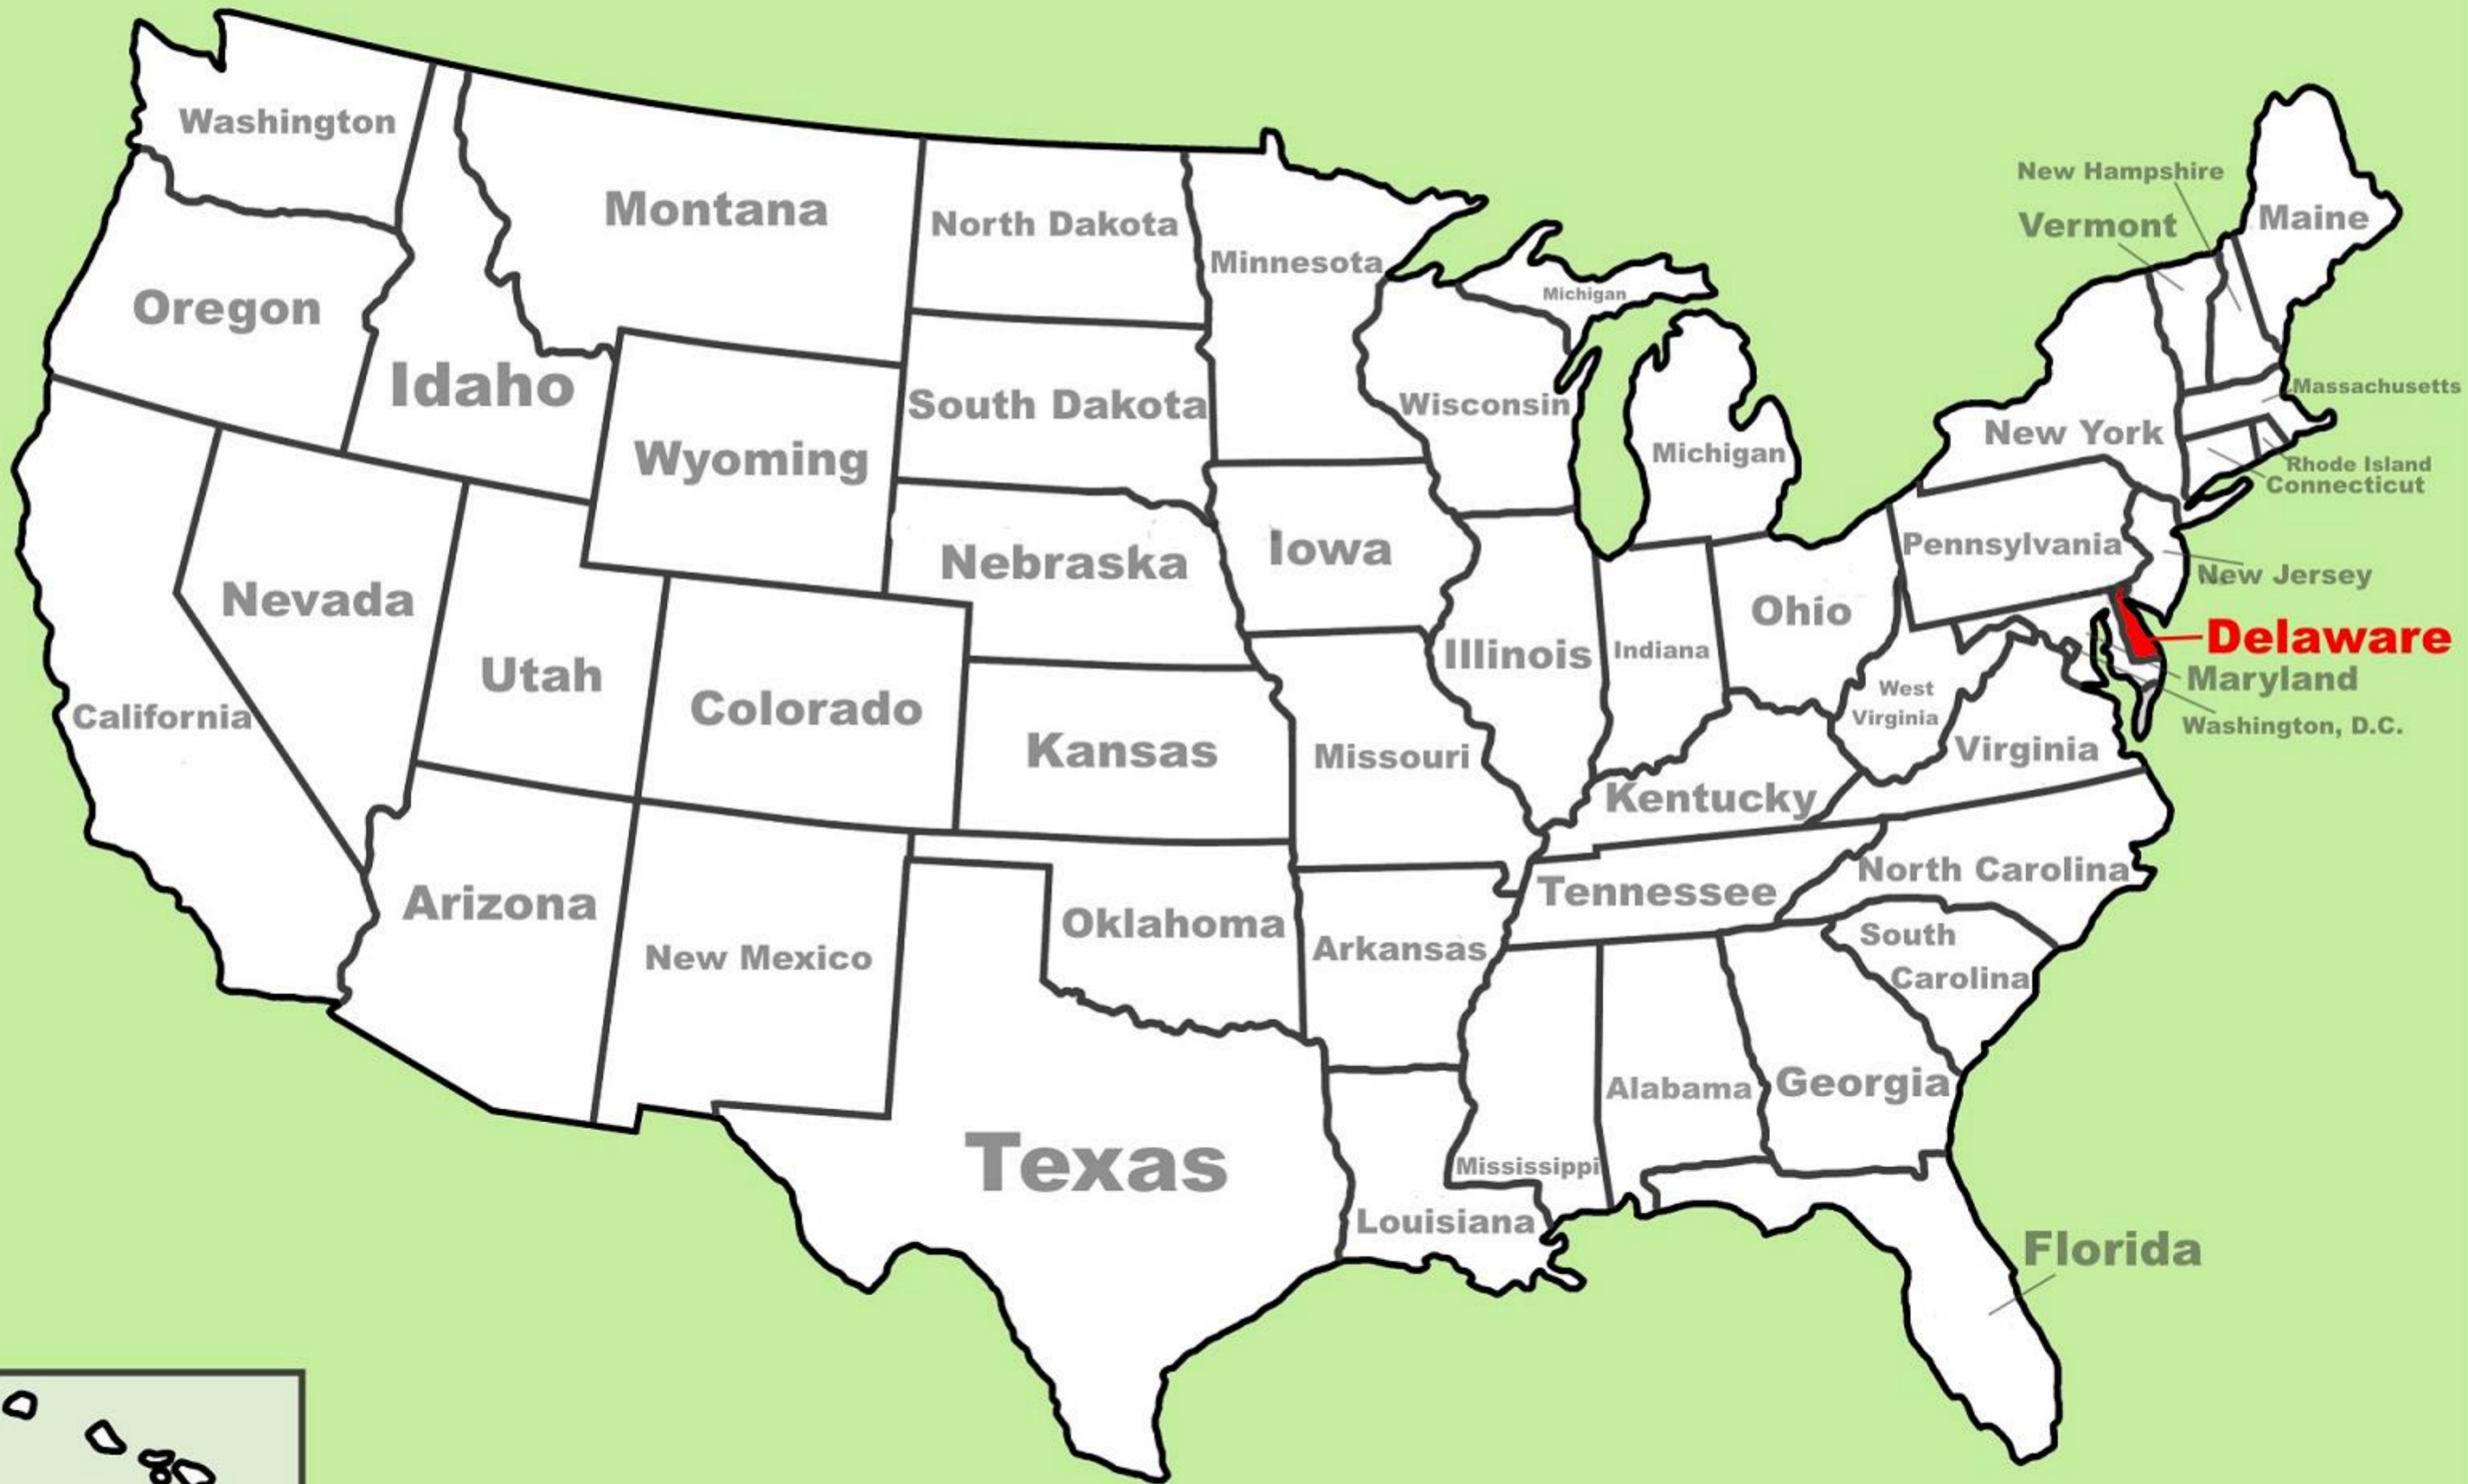 Washington
Montana
North Dakota
Minnesota
New Hampshire
Vermont
Maine
Oregon
Idaho
Michigan
Wyoming
South Dakota
Wisconsin
Michigan
New York
Massachusetts
Rhode Island
Connecticut
Nevada
Nebraska
Iowa
Pennsylvania
New Jersey
Utah
Colorado
Illinois
Indiana
Ohio
Delaware
Maryland
Washington, D.C.
California
Kansas
Missouri
West
Virginia
Virginia
Kentucky
Arizona
New Mexico
Oklahoma
Arkansas
Tennessee
North Carolina
South
Carolina
Texas
Mississippi
Alabama
Georgia
Louisiana
Florida